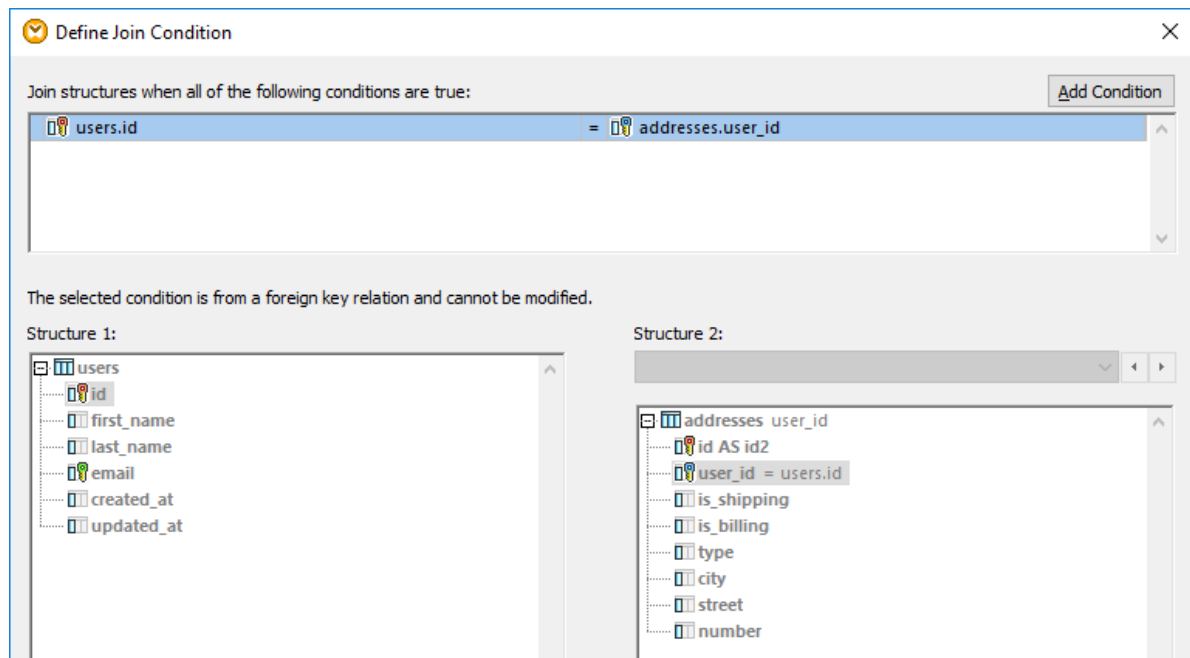 Define Join Condition
Join structures when all of the following conditions are true:
Add Condition
users.id = addresses.user_id
The selected condition is from a foreign key relation and cannot be modified.
Structure 1:
users
id
first_name
last_name
email
created_at
updated_at
Structure 2:
addresses user_id
id AS id2
user_id = users.id
is_shipping
is_billing
type
city
street
number